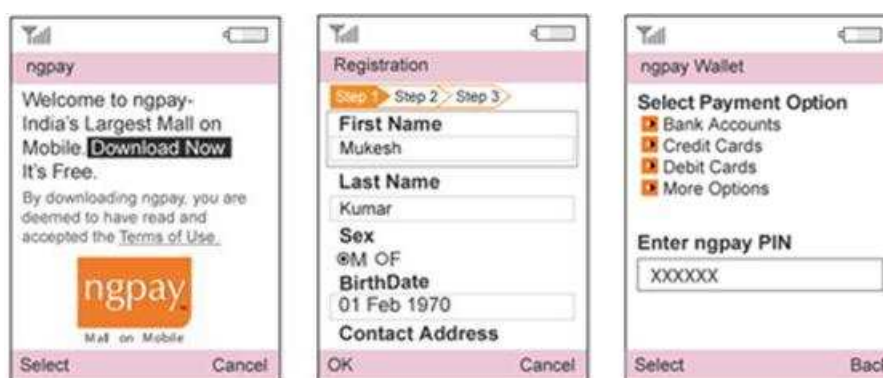 ngpay
Welcome to ngpay-
India's Largest Mall on
Mobile. Download Now
It's Free.
By downloading ngpay, you are
deemed to have read and
accepted the Terms of Use.
ngpay
Mall on Mobile
Select Cancel
Registration
Step 1 Step 2 Step 3
First Name
Mukesh
Last Name
Kumar
Sex
M F
BirthDate
01 Feb 1970
Contact Address
OK Cancel
ngpay Wallet
Select Payment Option
Bank Accounts
Credit Cards
Debit Cards
More Options
Enter ngpay PIN
XXXXXX
Select Back